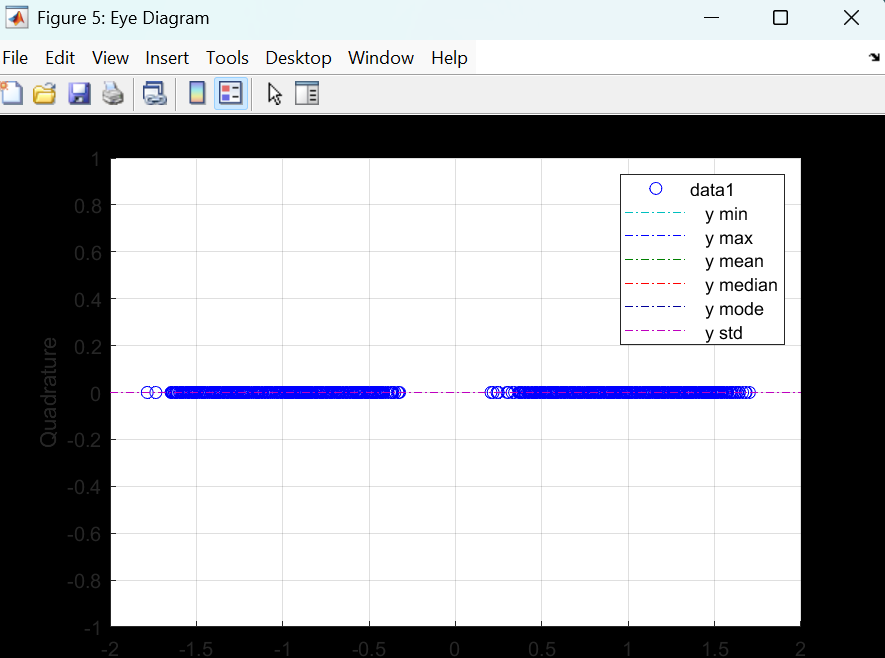 Figure 5: Eye Diagram
File Edit View Insert Tools Desktop Window Help
data1
y min
y max
y mean
y median
y mode
y std
Quadrature
1
0.8
0.6
0.4
0.2
0
-0.2
-0.4
-0.6
-0.8
-1
-2 -1.5 -1 -0.5 0 0.5 1 1.5 2